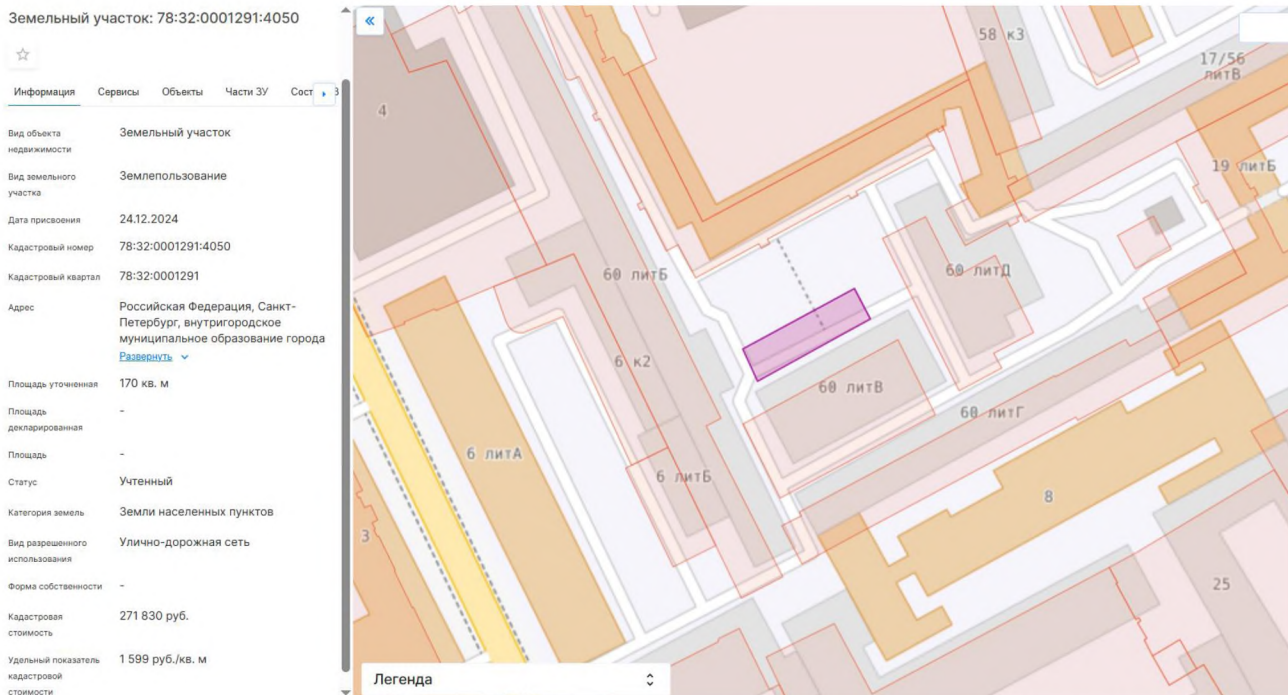 Земельный участок: 78:32:0001291:4050
Информация Сервисы Объекты Части ЗУ Сост
Вид объекта недвижимости Земельный участок
Вид земельного участка Землепользование
Дата присвоения 24.12.2024
Кадастровый номер 78:32:0001291:4050
Кадастровый квартал 78:32:0001291
Адрес Российская Федерация, Санкт-
Петербург, внутригородское
муниципальное образование города
Развернуть
Площадь уточненная 170 кв. м
Площадь декларированная -
Площадь -
Статус Учтенный
Категория земель Земли населенных пунктов
Вид разрешенного использования Улично-дорожная сеть
Форма собственности -
Кадастровая стоимость 271 830 руб.
Удельный показатель кадастровой стоимости 1 599 руб./кв. м
58 к3
17/56
литВ
4
19 литБ
60 литБ
60 литД
6 к2
60 литВ
60 литГ
6 литА
6 литБ
8
3
25
Легенда